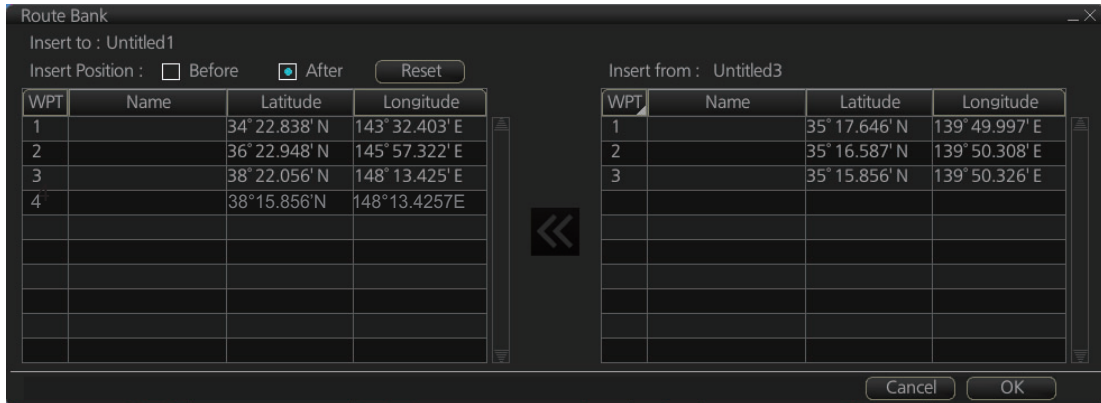 Route Bank
Insert to : Untitled1
Insert Position : Before After Reset
Insert from : Untitled3
WPT Name Latitude Longitude
1 34°22.838' N 143°32.403' E
2 36°22.948' N 145°57.322' E
3 38°22.056' N 148°13.425' E
4 38°15.856'N 148°13.4257E
WPT Name Latitude Longitude
1 35°17.646' N 139°49.997' E
2 35°16.587' N 139°50.308' E
3 35°15.856' N 139°50.326' E
Cancel OK